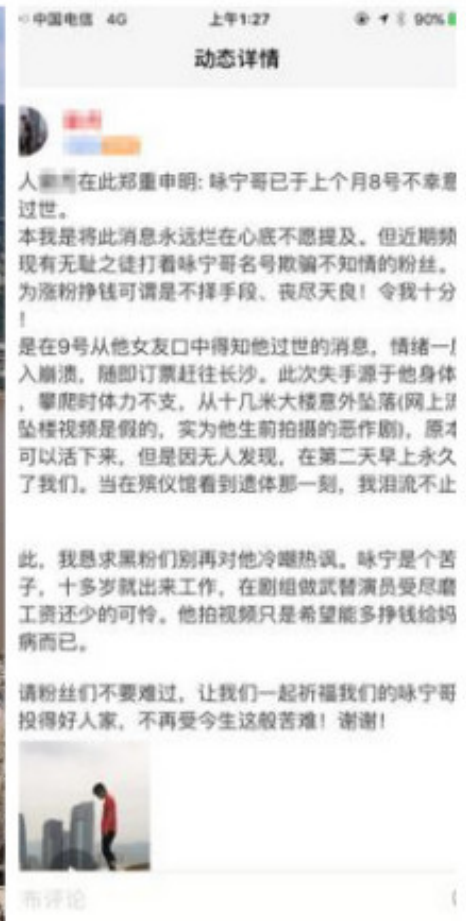 中国电信 4G 上午1:27 90%
动态详情
人 在此郑重申明: 咏宁哥已于上个月8号不幸意
过世。
本我是将此消息永远烂在心底不愿提及。但近期频
现有无耻之徒打着咏宁哥名号欺骗不知情的粉丝。
为涨粉挣钱可谓是不择手段、丧尽天良！令我十分
！
是在9号从他女友口中得知他过世的消息，情绪一度
入崩溃，随即订票赶往长沙。此次失手源于他身体
，攀爬时体力不支，从十几米大楼意外坠落(网上流
坠楼视频是假的，实为他生前拍摄的恶作剧)，原本
可以活下来，但是因无人发现，在第二天早上永久
了我们。当在殡仪馆看到遗体那一刻，我泪流不止
此，我恳求黑粉们别再对他冷嘲热讽。咏宁是个苦
子，十多岁就出来工作，在剧组做武替演员受尽磨
工资还少的可怜。他拍视频只是希望能多挣钱给妈
病而已。
请粉丝们不要难过，让我们一起祈福我们的咏宁哥
投得好人家，不再受今生这般苦难！谢谢！
布评论